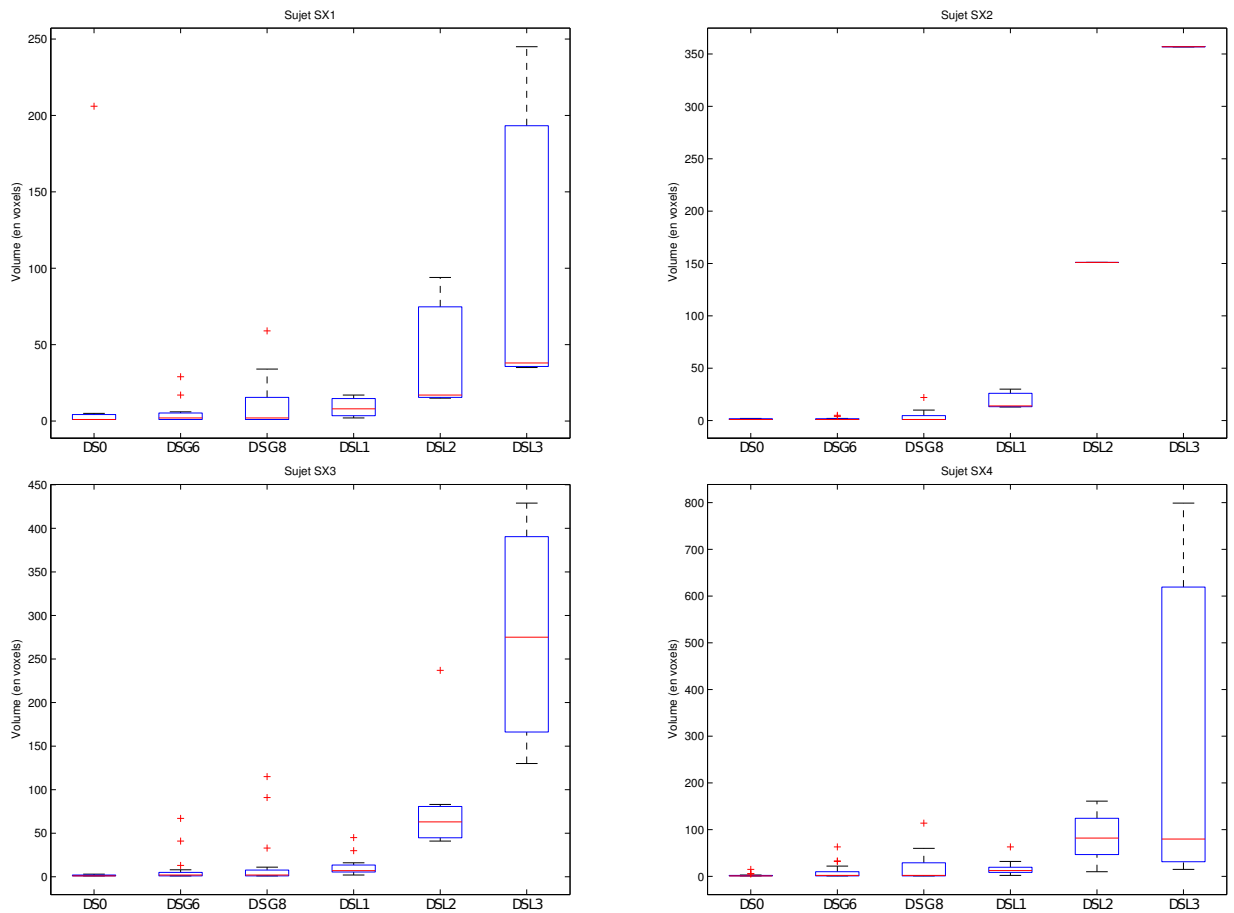 Sujet SX1
Volume (en voxels)
250
200
150
100
50
0
DS0 DSG6 DSG8 DSL1 DSL2 DSL3
Sujet SX2
Volume (en voxels)
350
300
250
200
150
100
50
0
DS0 DSG6 DSG8 DSL1 DSL2 DSL3
Sujet SX3
Volume (en voxels)
450
400
350
300
250
200
150
100
50
0
DS0 DSG6 DSG8 DSL1 DSL2 DSL3
Sujet SX4
Volume (en voxels)
800
700
600
500
400
300
200
100
0
DS0 DSG6 DSG8 DSL1 DSL2 DSL3